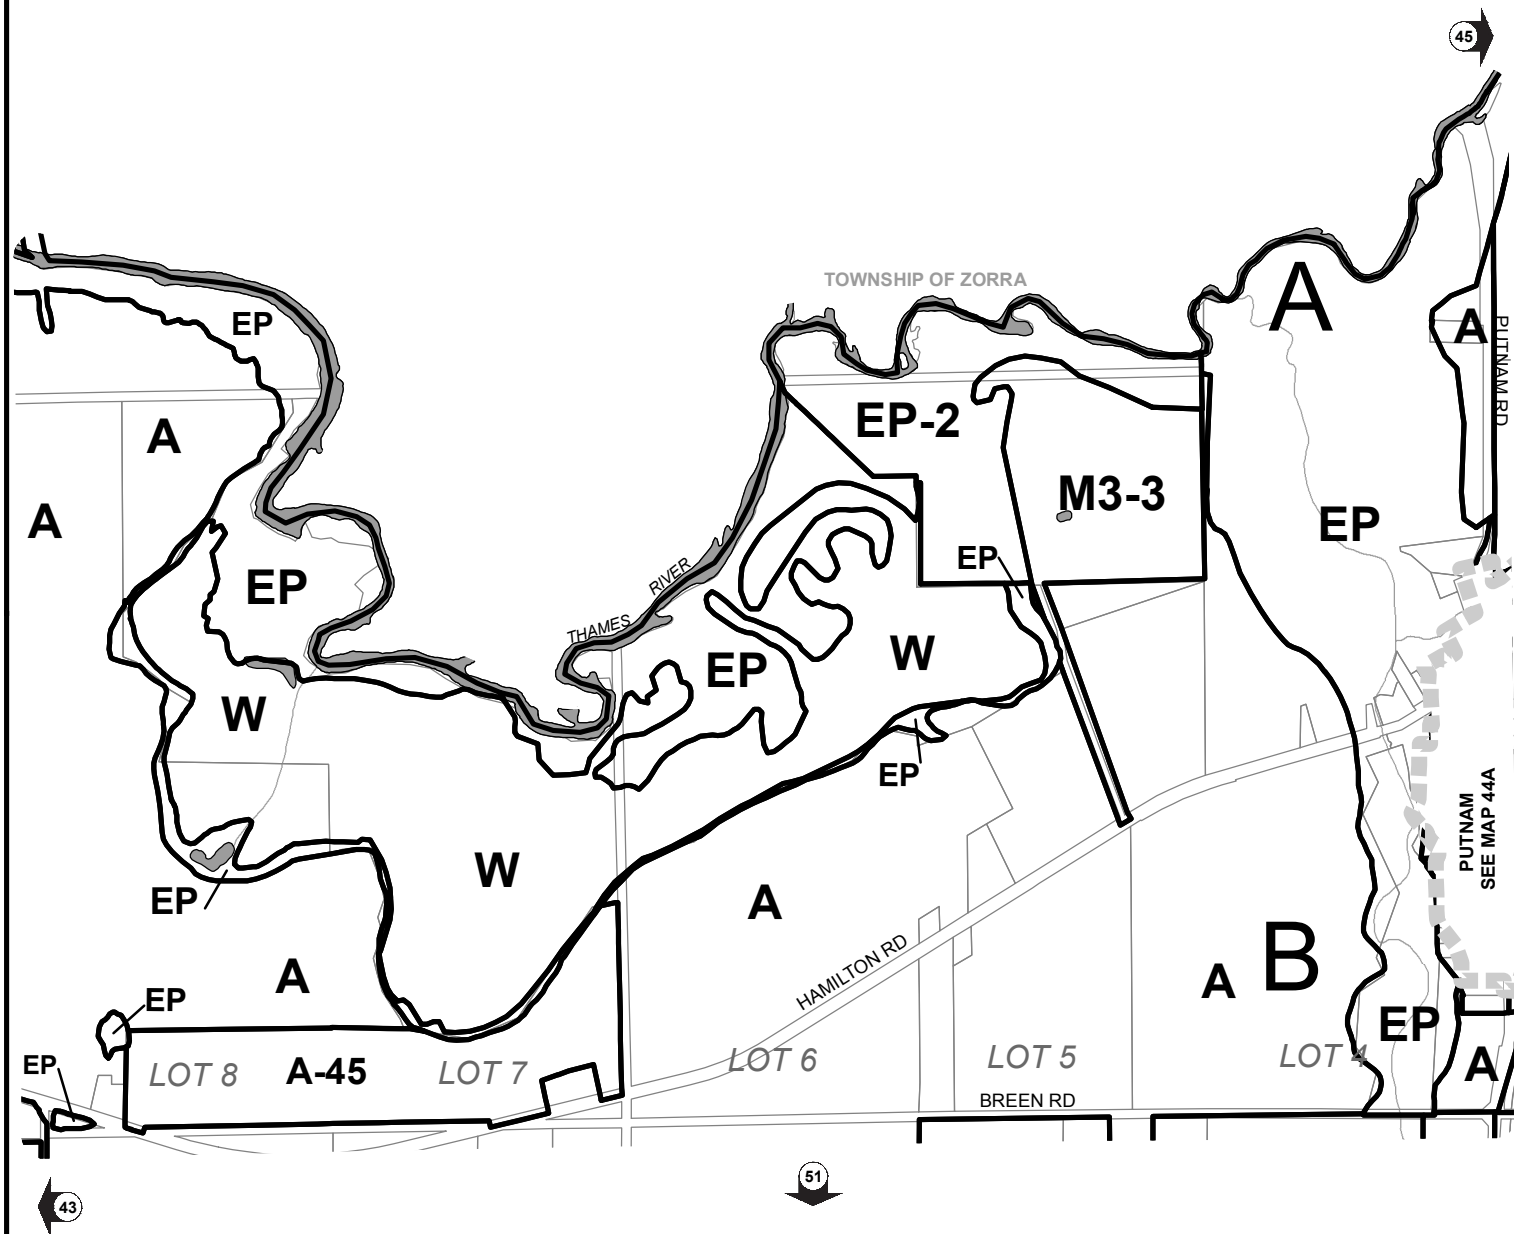 45
TOWNSHIP OF ZORRA
A
EP
A
PUTNAM RD
A
EP-2
M3-3
A
EP
EP
EP
RIVER
THAMES
W
EP
W
EP
W
A
EP
PUTNAM
SEE MAP 44A
HAMILTON RD
B
A
A
EP
EP
EP
LOT 8
A-45
LOT 7
LOT 6
LOT 5
LOT 4
A
BREEN RD
51
43